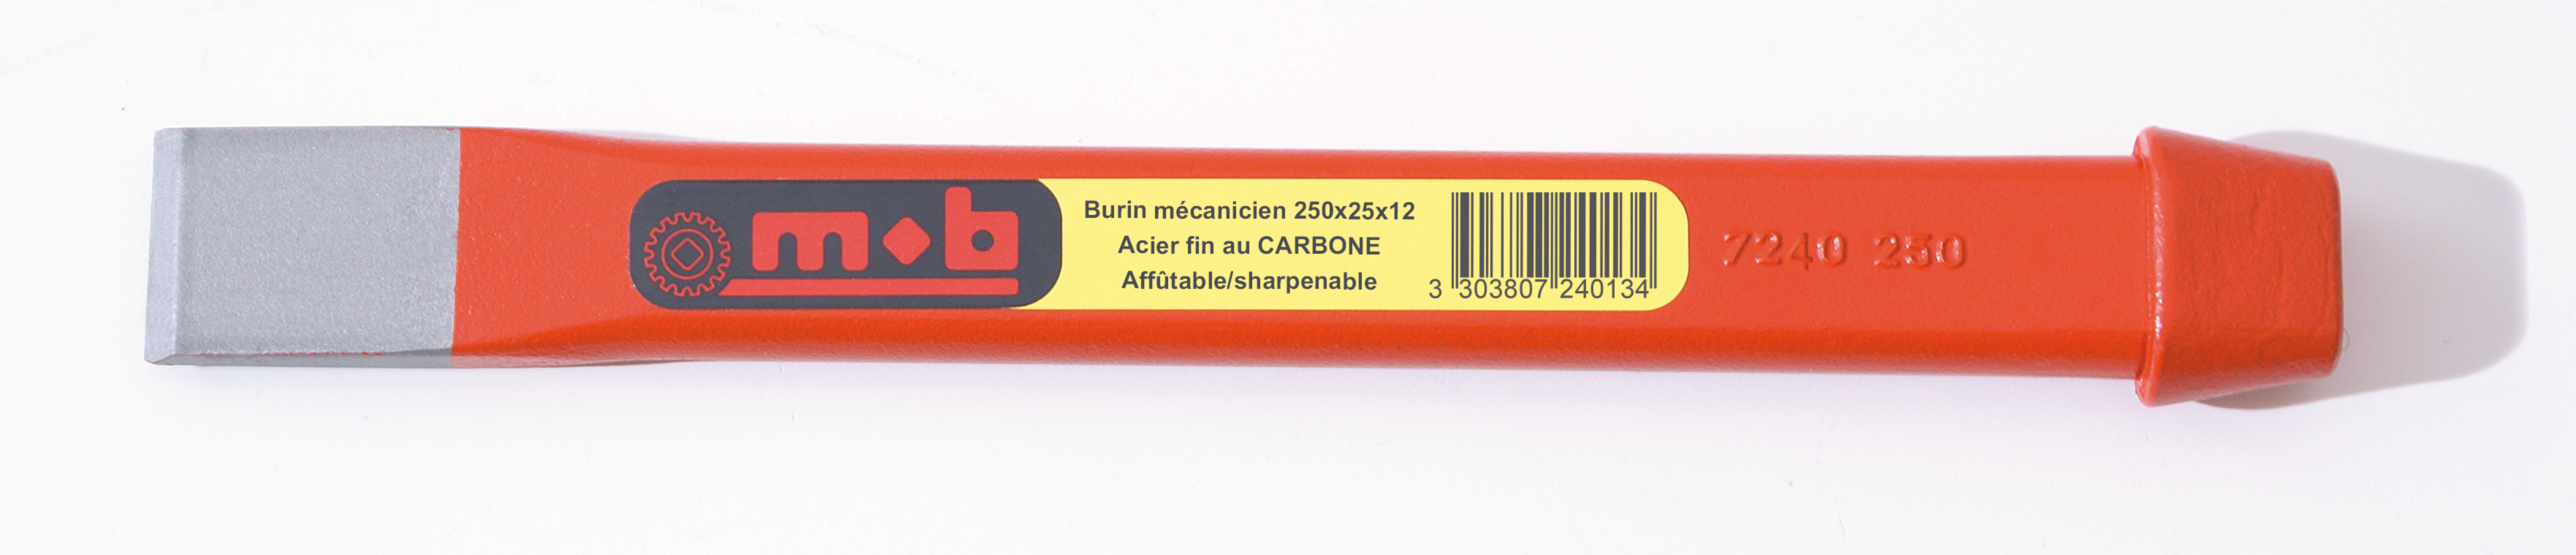 m◆b
Burin mécanicien 250x25x12
Acier fin au CARBONE
Affûtable/sharpenable
3 303807 240134
7240 250